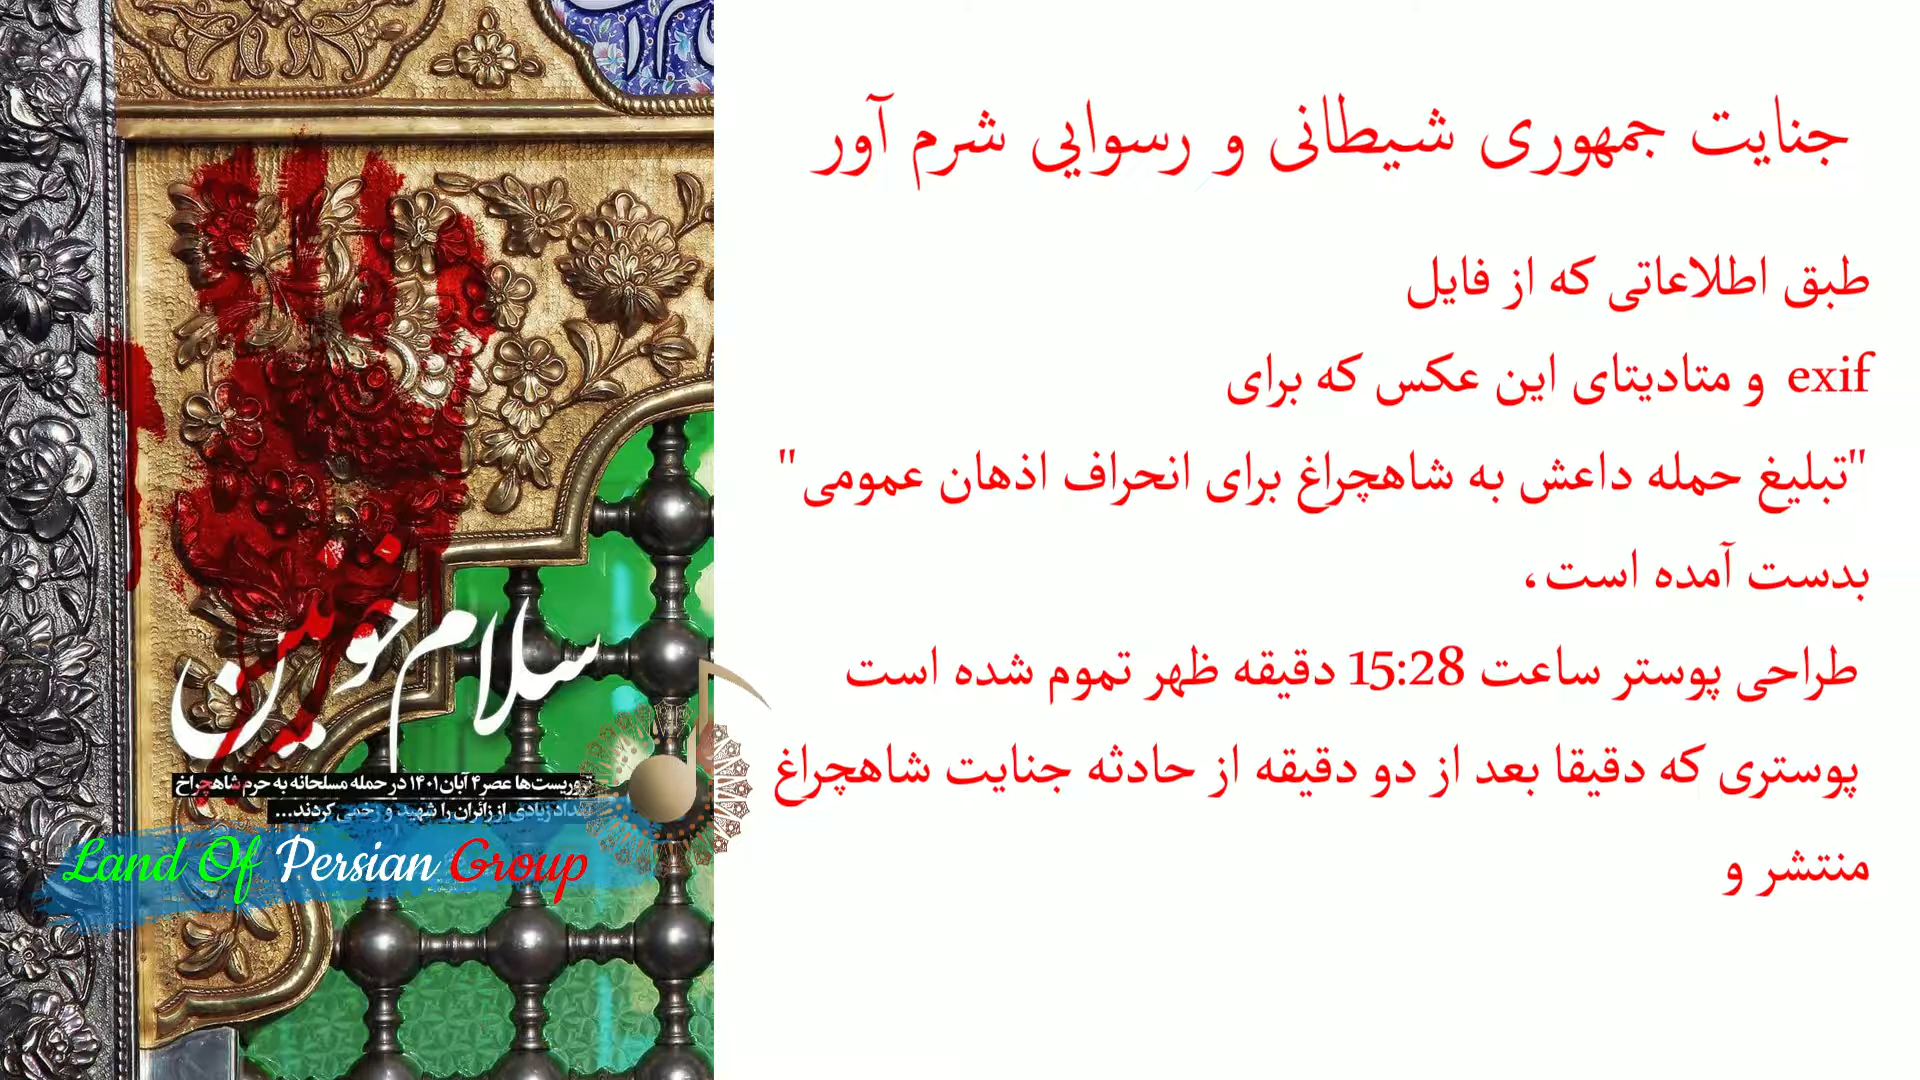 جنایت جمهوری شیطانی و رسوایی شرم آور
طبق اطلاعاتی که از فایل
exif و متادیتای این عکس که برای
"تبلیغ حمله داعش به شاهچراغ برای انحراف اذهان عمومی"
بدست آمده است،
طراحی پوستر ساعت 15:28 دقیقه ظهر تموم شده است
پوستری که دقیقا بعد از دو دقیقه از حادثه جنایت شاهچراغ
منتشر و
سلام خونین
تروریست‌ها عصر ۴ آبان ۱۴۰۱ در حمله مسلحانه به حرم شاهچراغ
تعداد زیادی از زائران را شهید و زخمی کردند...
Land Of Persian Group